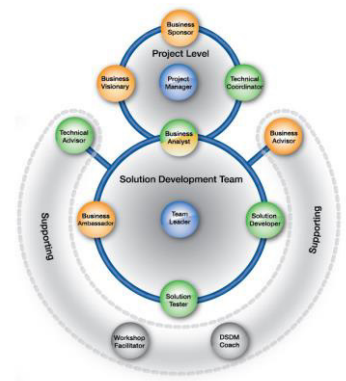 Business
Sponsor
Project Level
Business
Visionary
Project
Manager
Technical
Coordinator
Technical
Advisor
Business
Analyst
Business
Advisor
Solution Development Team
Supporting
Business
Ambassador
Team
Leader
Solution
Developer
Supporting
Solution
Tester
Workshop
Facilitator
DSDM
Coach